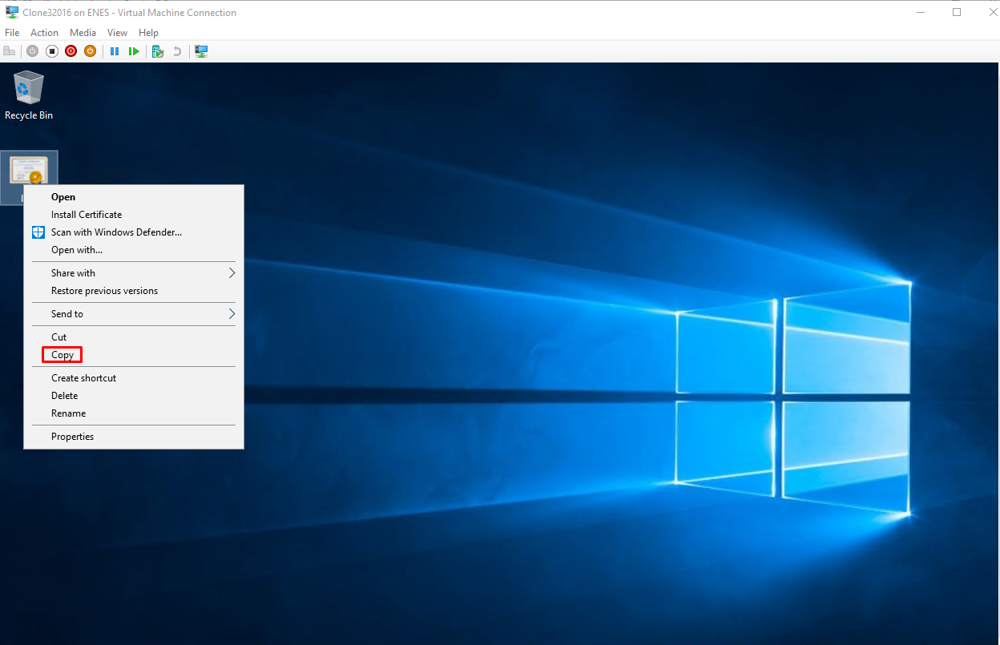 Clone32016 on ENES - Virtual Machine Connection
File Action Media View Help
Recycle Bin
Open
Install Certificate
Scan with Windows Defender...
Open with...
Share with
Restore previous versions
Send to
Cut
Copy
Create shortcut
Delete
Rename
Properties